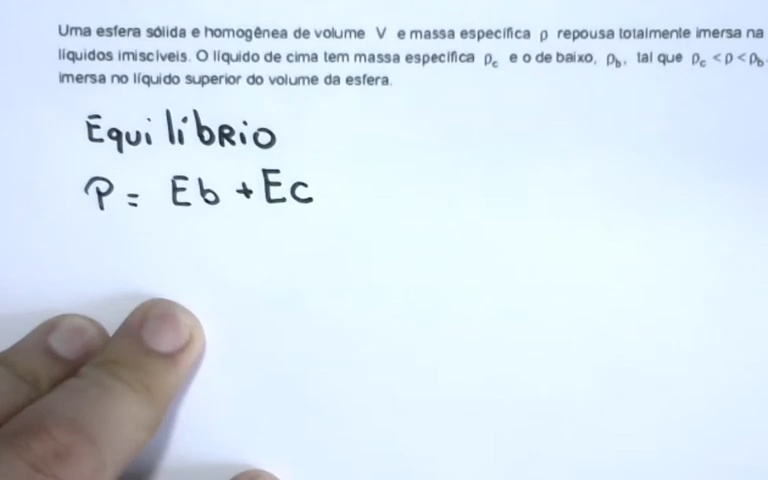 Uma esfera sólida e homogênea de volume V e massa específica ρ repousa totalmente imersa na
líquidos imiscíveis. O líquido de cima tem massa específica ρc e o de baixo, ρb, tal que ρc < ρ < ρb.
imersa no líquido superior do volume da esfera.
EquilíbRio
P = Eb + Ec